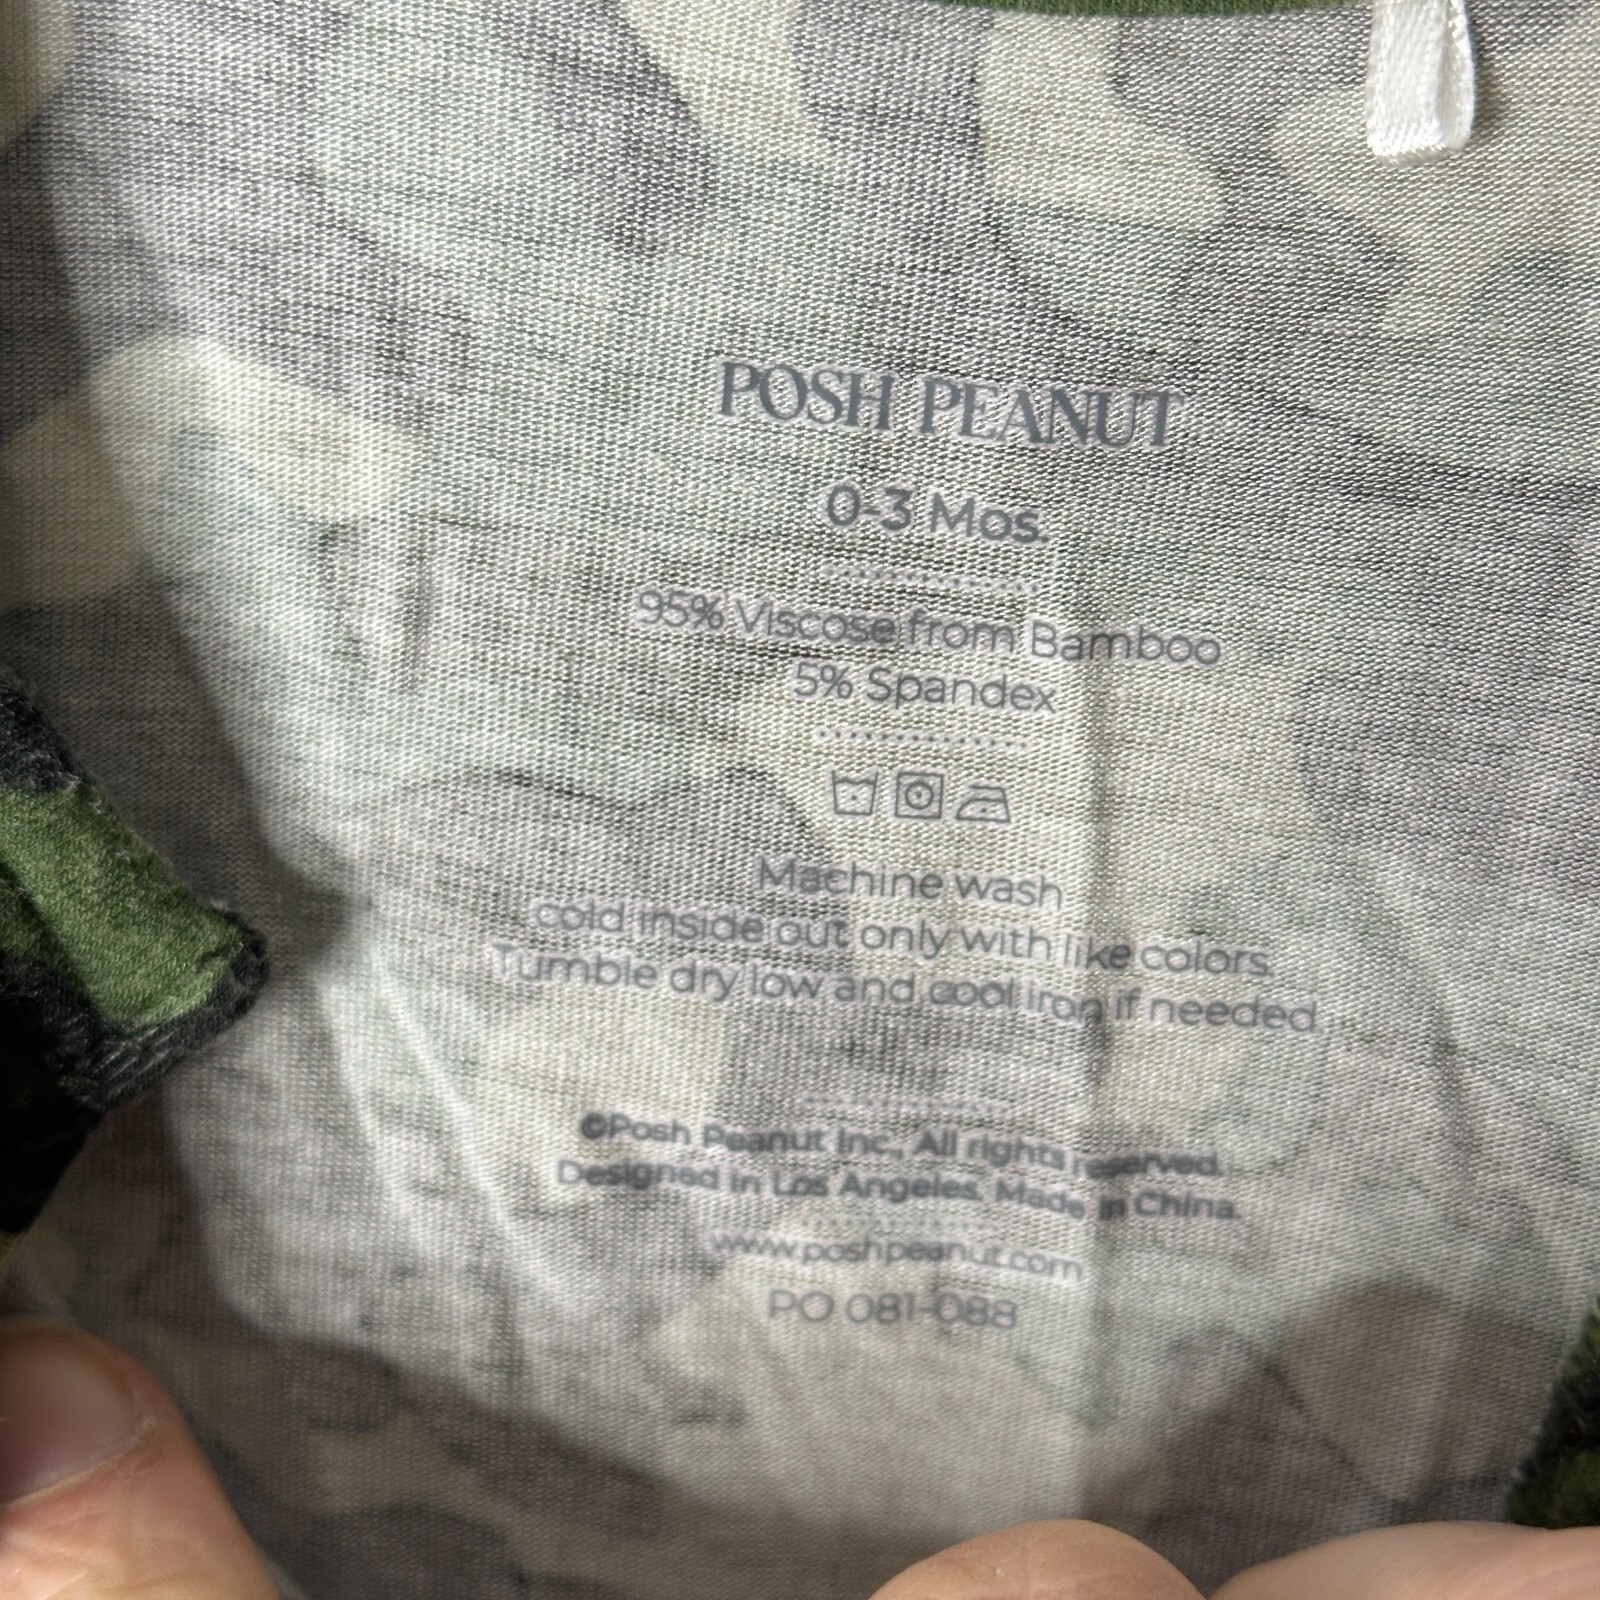 POSH PEANUT
0-3 Mos.
95% Viscose from Bamboo
5% Spandex
Machine wash
cold inside out only with like colors.
Tumble dry low and cool iron if needed.
©Posh Peanut Inc., All rights reserved.
Designed in Los Angeles. Made in China.
www.poshpeanut.com
PO 081-088